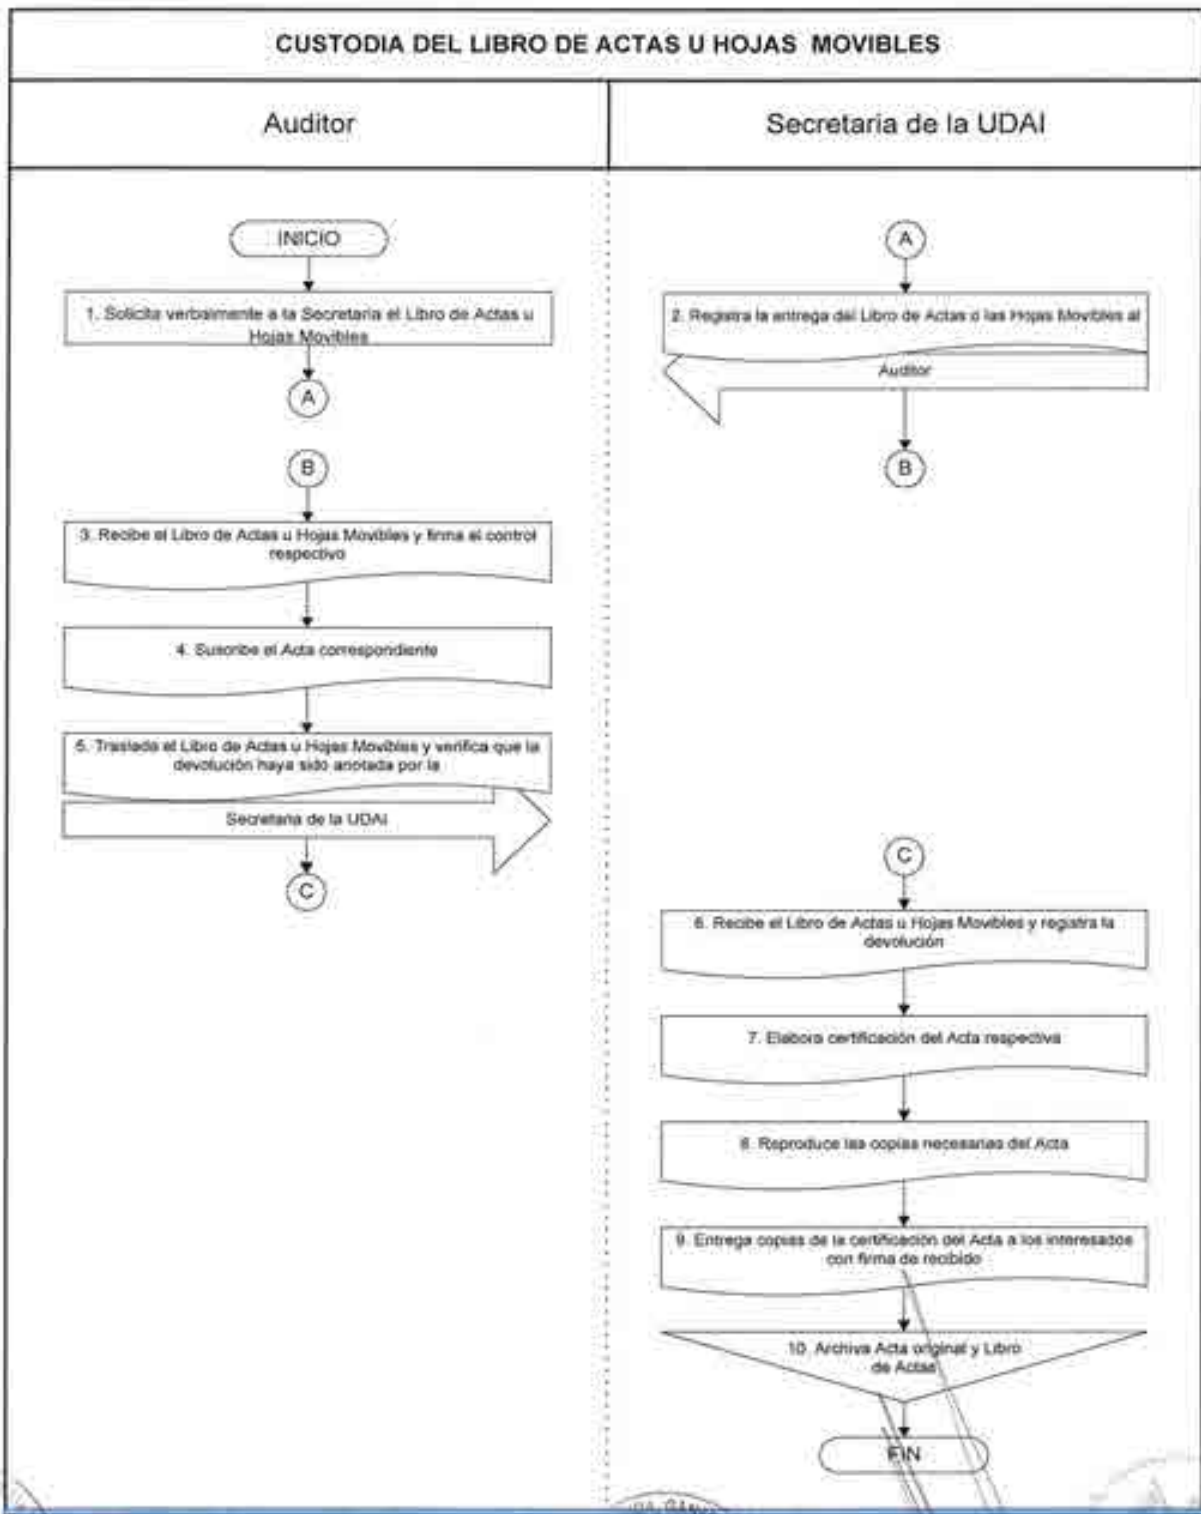 CUSTODIA DEL LIBRO DE ACTAS U HOJAS MOVIBLES
Auditor
Secretaria de la UDAI
INICIO
1. Solicita verbalmente a la Secretaria el Libro de Actas u
Hojas Movibles
A
B
3. Recibe el Libro de Actas u Hojas Movibles y firma el control
respectivo
4. Suscribe el Acta correspondiente
5. Traslada el Libro de Actas u Hojas Movibles y verifica que la
devolución haya sido anotada por la
Secretaria de la UDAI
C
A
2. Registra la entrega del Libro de Actas o las Hojas Movibles al
Auditor
B
C
6. Recibe el Libro de Actas u Hojas Movibles y registra la
devolución
7. Elabora certificación del Acta respectiva
8. Reproduce las copias necesarias del Acta
9. Entrega copias de la certificación del Acta a los interesados
con firma de recibido
10. Archiva Acta original y Libro
de Actas
FIN